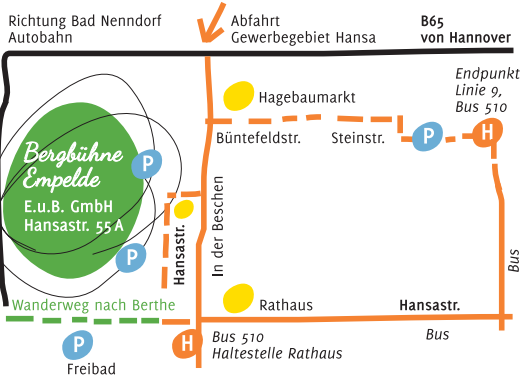 Richtung Bad Nenndorf
Autobahn
Abfahrt
Gewerbegebiet Hansa
B65
von Hannover
Endpunkt
Linie 9,
Bus 510
Hagebaumarkt
Büntefeldstr.
Steinstr.
P
H
Bergbühne
Empelde
P
E.u.B. GmbH
Hansastr. 55A
In der Beschen
Hansastr.
P
Bus
Wanderweg nach Berthe
Rathaus
Hansastr.
Bus
P
H
Bus 510
Haltestelle Rathaus
Freibad